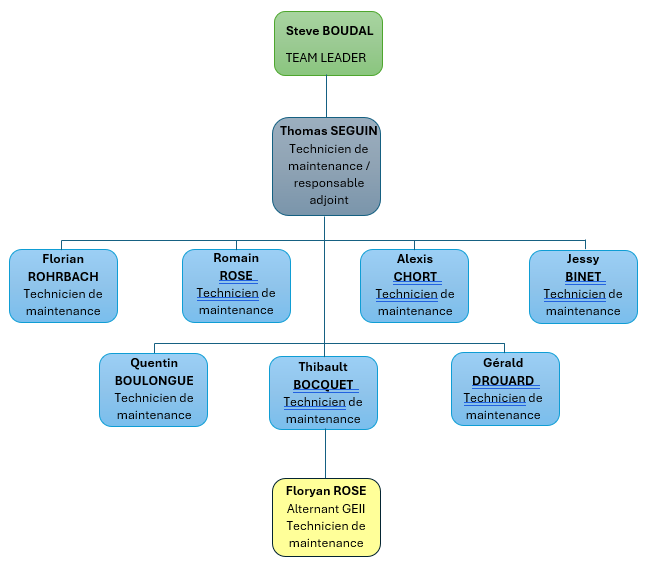 Steve BOUDAL
TEAM LEADER
Thomas SEGUIN
Technicien de
maintenance /
responsable
adjoint
Florian
ROHRBACH
Technicien de
maintenance
Romain
ROSE
Technicien de
maintenance
Alexis
CHORT
Technicien de
maintenance
Jessy
BINET
Technicien de
maintenance
Quentin
BOULONGUE
Technicien de
maintenance
Thibault
BOCQUET
Technicien de
maintenance
Gérald
DROUARD
Technicien de
maintenance
Floryan ROSE
Alternant GEII
Technicien de
maintenance